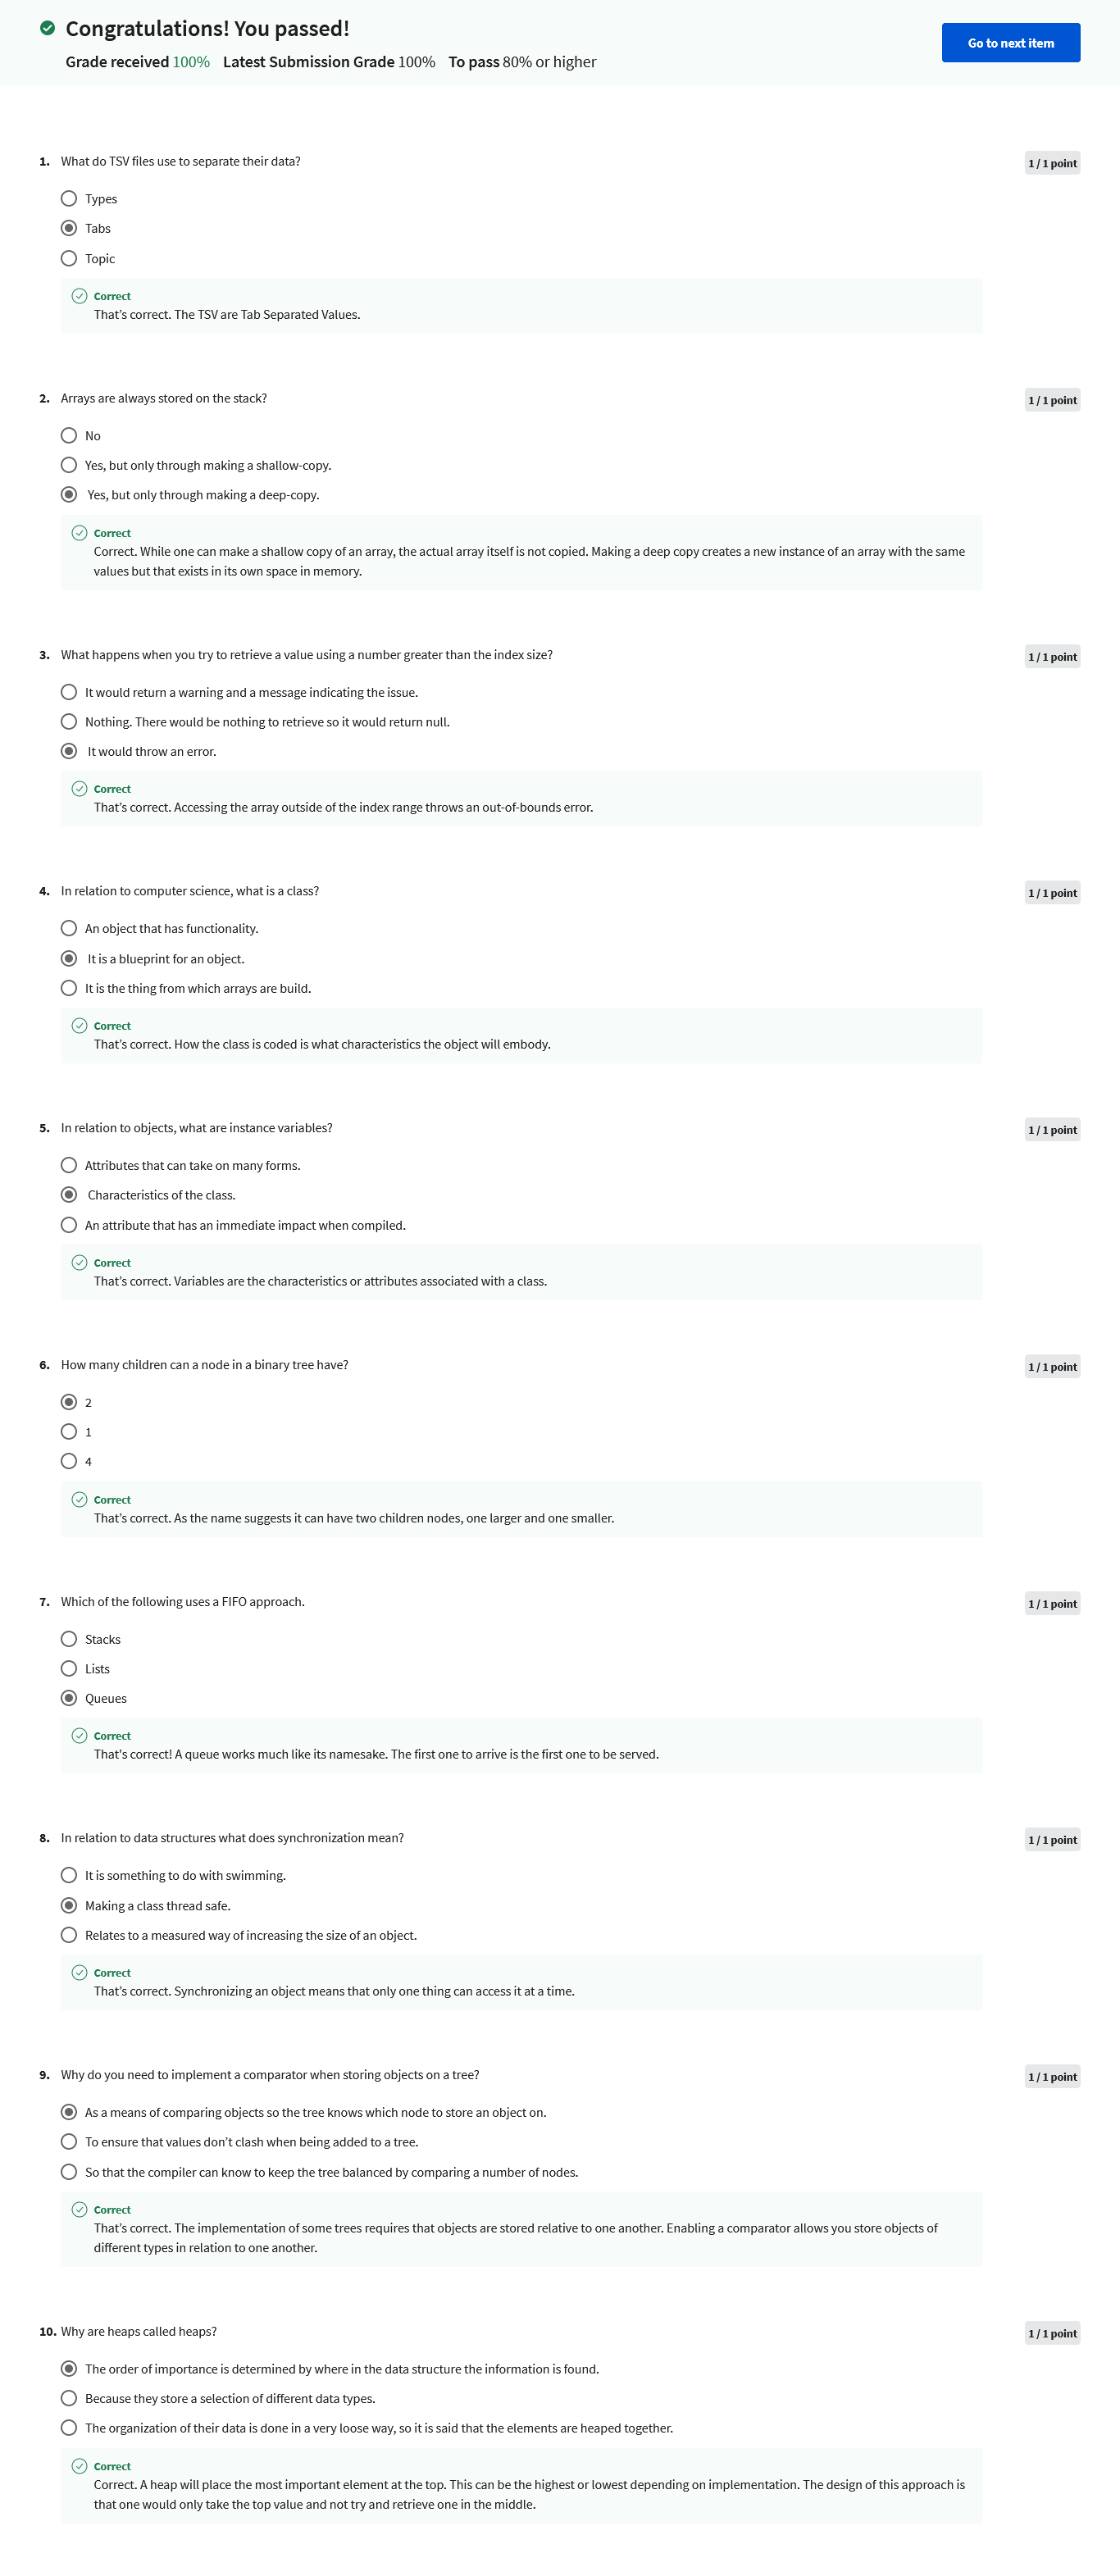 Congratulations! You passed!
Grade received 100% Latest Submission Grade 100% To pass 80% or higher
Go to next item
1. What do TSV files use to separate their data?
1 / 1 point
Types
Tabs
Topic
Correct
That's correct. The TSV are Tab Separated Values.
2. Arrays are always stored on the stack?
1 / 1 point
No
Yes, but only through making a shallow-copy.
Yes, but only through making a deep-copy.
Correct
Correct. While one can make a shallow copy of an array, the actual array itself is not copied. Making a deep copy creates a new instance of an array with the same
values but that exists in its own space in memory.
3. What happens when you try to retrieve a value using a number greater than the index size?
1 / 1 point
It would return a warning and a message indicating the issue.
Nothing. There would be nothing to retrieve so it would return null.
It would throw an error.
Correct
That's correct. Accessing the array outside of the index range throws an out-of-bounds error.
4. In relation to computer science, what is a class?
1 / 1 point
An object that has functionality.
It is a blueprint for an object.
It is the thing from which arrays are build.
Correct
That's correct. How the class is coded is what characteristics the object will embody.
5. In relation to objects, what are instance variables?
1 / 1 point
Attributes that can take on many forms.
Characteristics of the class.
An attribute that has an immediate impact when compiled.
Correct
That's correct. Variables are the characteristics or attributes associated with a class.
6. How many children can a node in a binary tree have?
1 / 1 point
2
1
4
Correct
That's correct. As the name suggests it can have two children nodes, one larger and one smaller.
7. Which of the following uses a FIFO approach.
1 / 1 point
Stacks
Lists
Queues
Correct
That's correct! A queue works much like its namesake. The first one to arrive is the first one to be served.
8. In relation to data structures what does synchronization mean?
1 / 1 point
It is something to do with swimming.
Making a class thread safe.
Relates to a measured way of increasing the size of an object.
Correct
That's correct. Synchronizing an object means that only one thing can access it at a time.
9. Why do you need to implement a comparator when storing objects on a tree?
1 / 1 point
As a means of comparing objects so the tree knows which node to store an object on.
To ensure that values don't clash when being added to a tree.
So that the compiler can know to keep the tree balanced by comparing a number of nodes.
Correct
That's correct. The implementation of some trees requires that objects are stored relative to one another. Enabling a comparator allows you store objects of
different types in relation to one another.
10. Why are heaps called heaps?
1 / 1 point
The order of importance is determined by where in the data structure the information is found.
Because they store a selection of different data types.
The organization of their data is done in a very loose way, so it is said that the elements are heaped together.
Correct
Correct. A heap will place the most important element at the top. This can be the highest or lowest depending on implementation. The design of this approach is
that one would only take the top value and not try and retrieve one in the middle.